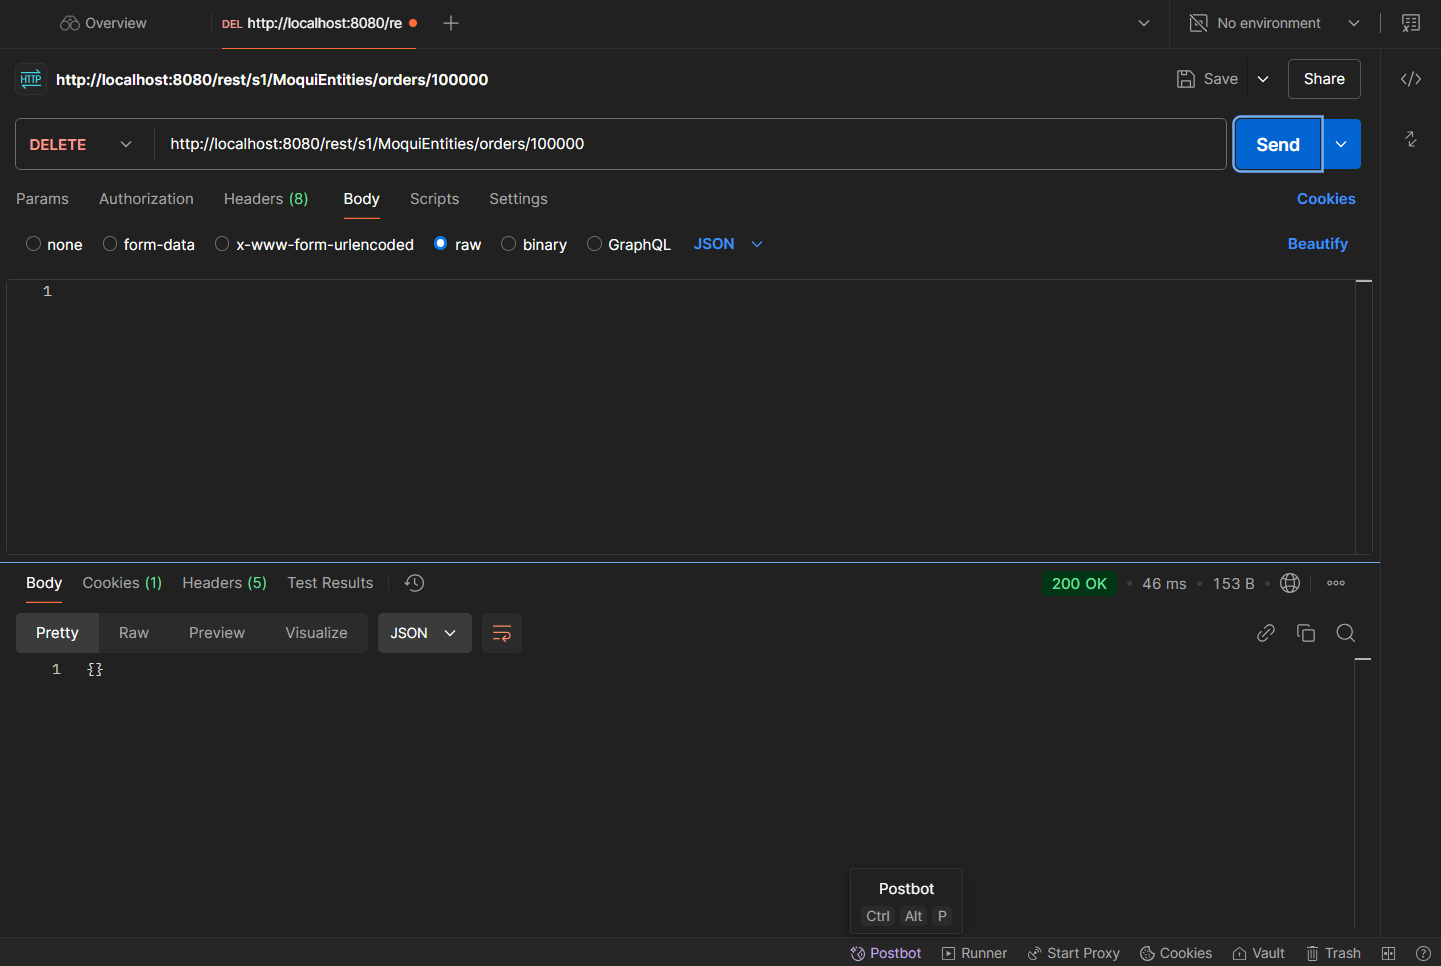 Overview
DEL http://localhost:8080/re
No environment
HTTP http://localhost:8080/rest/s1/MoquiEntities/orders/100000
Save
Share
DELETE
http://localhost:8080/rest/s1/MoquiEntities/orders/100000
Send
Params Authorization Headers (8) Body Scripts Settings Cookies
none form-data x-www-form-urlencoded raw binary GraphQL JSON Beautify
1
Body Cookies (1) Headers (5) Test Results 200 OK 46 ms 153 B
Pretty Raw Preview Visualize JSON
1 {}
Postbot
Ctrl Alt P
Postbot Runner Start Proxy Cookies Vault Trash